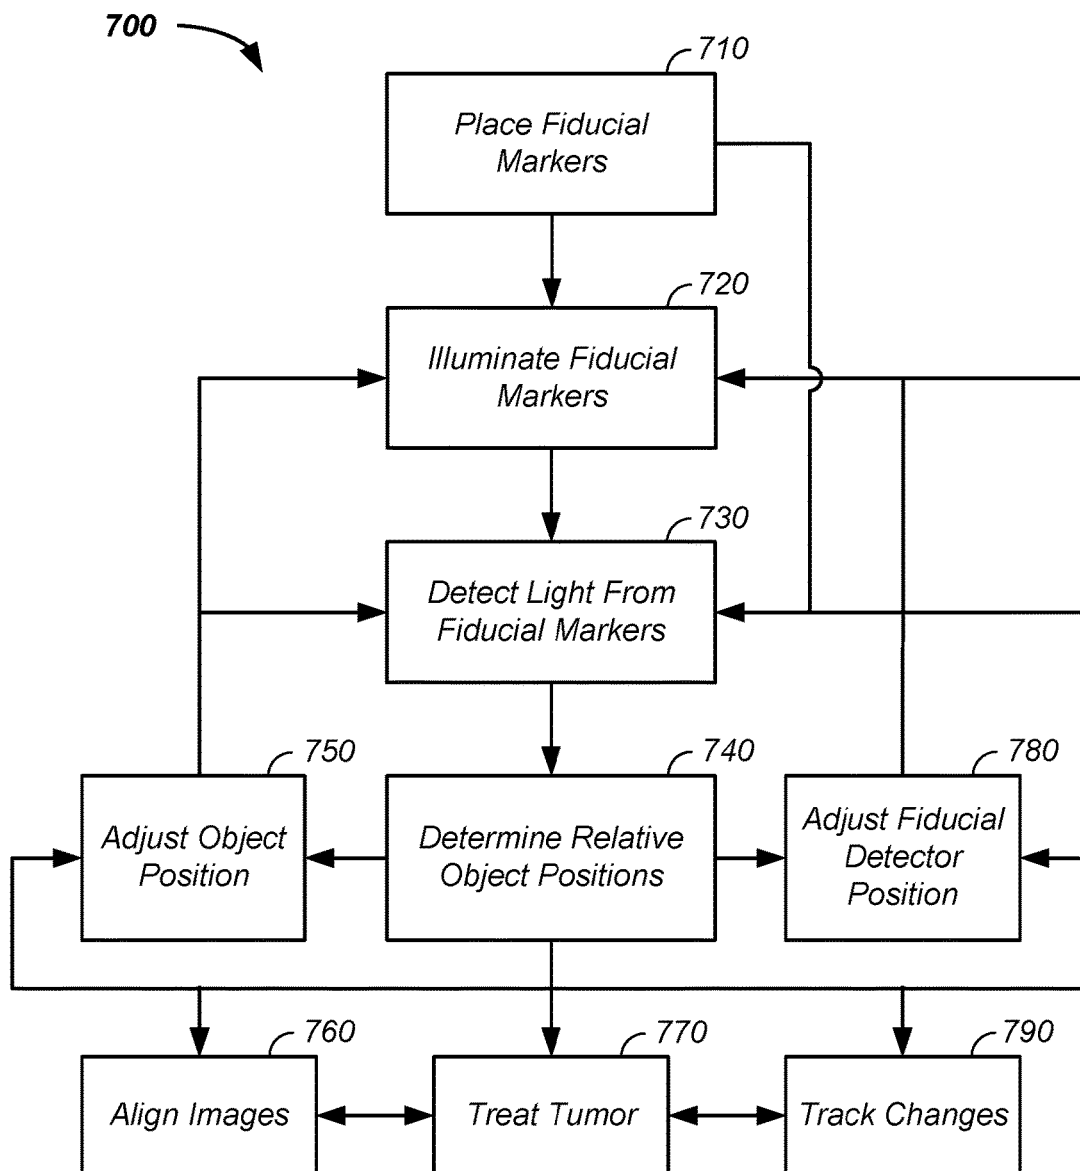 700
710
Place Fiducial
Markers
720
Illuminate Fiducial
Markers
730
Detect Light From
Fiducial Markers
750
Adjust Object
Position
740
Determine Relative
Object Positions
780
Adjust Fiducial
Detector
Position
760
Align Images
770
Treat Tumor
790
Track Changes